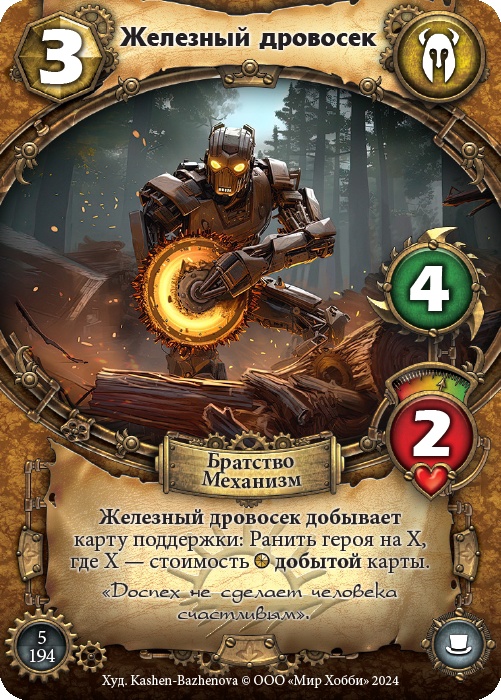 3
Железный дровосек
4
2
Братство
Механизм
Железный дровосек добывает
карту поддержки: Ранить героя на X,
где X — стоимость добытой карты.
«Доспех не сделает человека
счастливым».
5
194
Худ. Kashen-Bazhenova © ООО «Мир Хобби» 2024